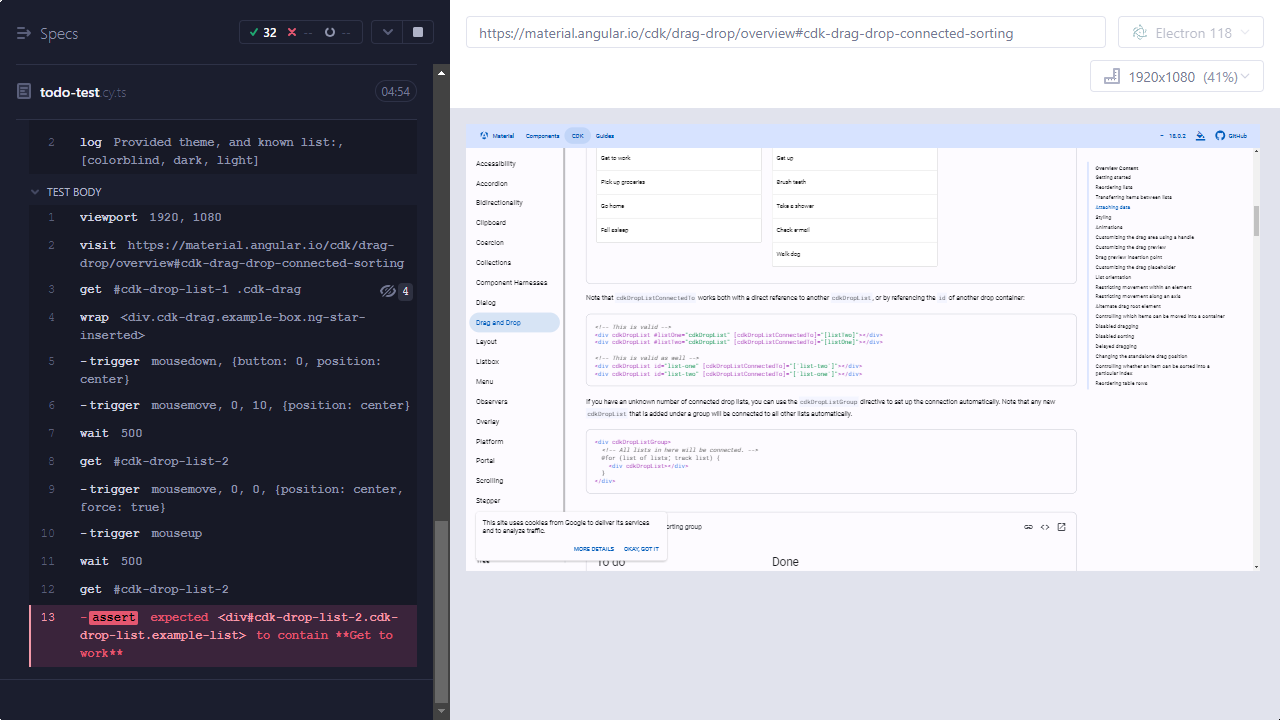 Specs
32
--
--
todo-test.cy.ts
04:54
2 log Provided theme, and known list:,
[colorblind, dark, light]
TEST BODY
1 viewport 1920, 1080
2 visit https://material.angular.io/cdk/drag-
drop/overview#cdk-drag-drop-connected-sorting
3 get #cdk-drop-list-1 .cdk-drag 4
4 wrap <div.cdk-drag.example-box.ng-star-
inserted>
5 -trigger mousedown, {button: 0, position:
center}
6 -trigger mousemove, 0, 10, {position: center}
7 wait 500
8 get #cdk-drop-list-2
9 -trigger mousemove, 0, 0, {position: center,
force: true}
10 -trigger mouseup
11 wait 500
12 get #cdk-drop-list-2
13 -assert expected <div#cdk-drop-list-2.cdk-
drop-list.example-list> to contain **Get to
work**
https://material.angular.io/cdk/drag-drop/overview#cdk-drag-drop-connected-sorting
Electron 118
1920x1080 (41%)
Material Components CDK Guides
18.0.2
GitHub
Accessibility
Accordion
Bidirectionality
Clipboard
Coercion
Collections
Component Harnesses
Dialog
Drag and Drop
Layout
Listbox
Menu
Observers
Overlay
Platform
Portal
Scrolling
Stepper
Get to work
Pick up groceries
Go home
Fall asleep
Get up
Brush teeth
Take a shower
Check e-mail
Walk dog
Note that cdkDropListConnectedTo works both with a direct reference to another cdkDropList, or by referencing the id of another drop container:
<!-- This is valid -->
<div cdkDropList #listOne="cdkDropList" [cdkDropListConnectedTo]="[listTwo]"></div>
<div cdkDropList #listTwo="cdkDropList" [cdkDropListConnectedTo]="[listOne]"></div>
<!-- This is valid as well -->
<div cdkDropList id="list-one" [cdkDropListConnectedTo]="['list-two']"></div>
<div cdkDropList id="list-two" [cdkDropListConnectedTo]="['list-one']"></div>
If you have an unknown number of connected drop lists, you can use the cdkDropListGroup directive to set up the connection automatically. Note that any new
cdkDropList that is added under a group will be connected to all other lists automatically.
<div cdkDropListGroup>
<!-- All lists in here will be connected. -->
@for (list of lists; track list) {
<div cdkDropList></div>
}
</div>
orting group
To do
Done
This site uses cookies from Google to deliver its services
and to analyze traffic.
MORE DETAILS OKAY, GOT IT
Tree
Overview Content
Getting started
Reordering lists
Transferring items between lists
Attaching data
Styling
Animations
Customizing the drag area using a handle
Customizing the drag preview
Drag preview insertion point
Customizing the drag placeholder
List orientation
Restricting movement within an element
Restricting movement along an axis
Alternate drag root element
Controlling which items can be moved into a container
Disabled dragging
Disabled sorting
Delayed dragging
Changing the standalone drag position
Controlling whether an item can be sorted into a
particular index
Reordering table rows